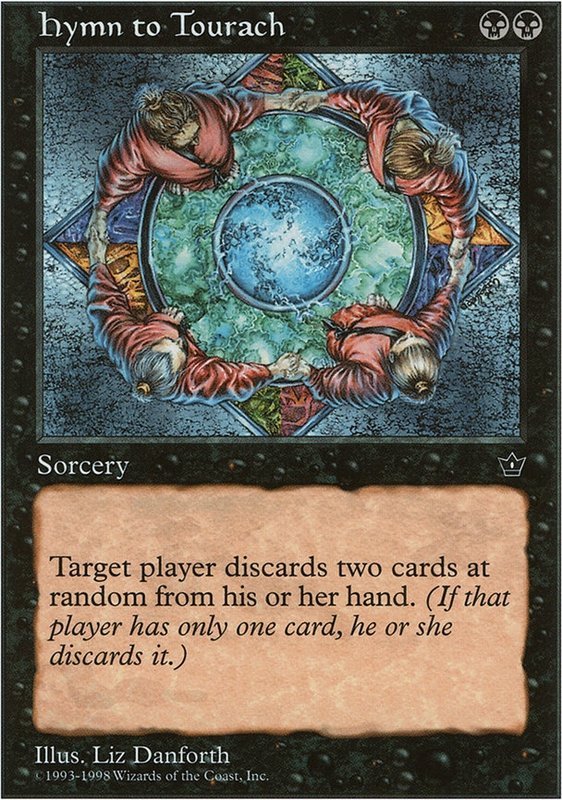 Hymn to Tourach
Sorcery
Target player discards two cards at
random from his or her hand. (If that
player has only one card, he or she
discards it.)
Illus. Liz Danforth
©1993-1998 Wizards of the Coast, Inc.